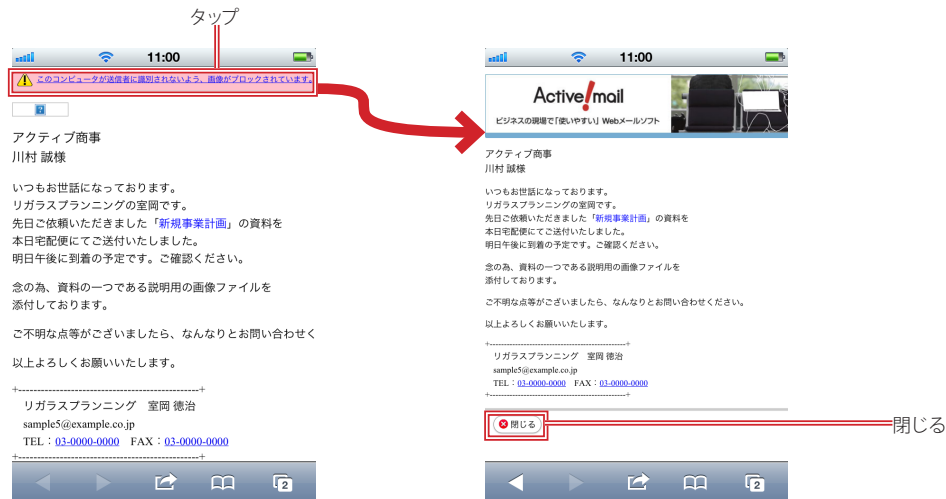 タップ
11:00
このコンピュータが送信者に識別されないよう、画像がブロックされています。
?
アクティブ商事
川村 誠様
いつもお世話になっております。
リガラスプランニングの室岡です。
先日ご依頼いただきました「新規事業計画」の資料を
本日宅配便にてご送付いたしました。
明日午後に到着の予定です。ご確認ください。
念の為、資料の一つである説明用の画像ファイルを
添付しております。
ご不明な点等がございましたら、なんなりとお問い合わせく
以上よろしくお願いいたします。
+------------------------------------------------+
リガラスプランニング 室岡 徳治
sample5@example.co.jp
TEL：03-0000-0000 FAX：03-0000-0000
+------------------------------------------------+
2
11:00
Active!mail
ビジネスの現場で「使いやすい」Webメールソフト
アクティブ商事
川村 誠様
いつもお世話になっております。
リガラスプランニングの室岡です。
先日ご依頼いただきました「新規事業計画」の資料を
本日宅配便にてご送付いたしました。
明日午後に到着の予定です。ご確認ください。
念の為、資料の一つである説明用の画像ファイルを
添付しております。
ご不明な点等がございましたら、なんなりとお問い合わせください。
以上よろしくお願いいたします。
+------------------------------------------------+
リガラスプランニング 室岡 徳治
sample5@example.co.jp
TEL：03-0000-0000 FAX：03-0000-0000
+------------------------------------------------+
閉じる
閉じる
2